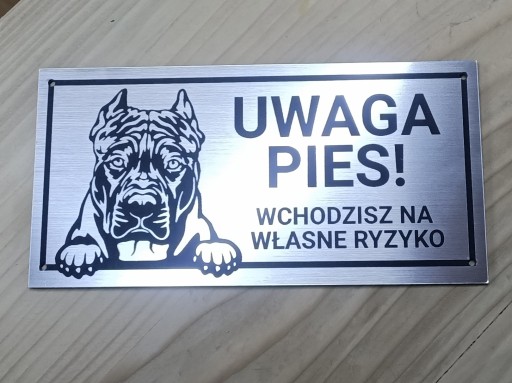 UWAGA
PIES!
WCHODZISZ NA
WŁASNE RYZYKO